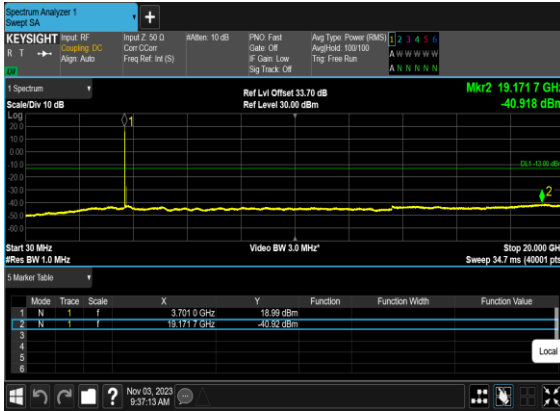 Spectrum Analyzer 1
Swept SA
+
KEYSIGHT Input: RF Input Z: 50 Ω #Atten: 10 dB PNO: Fast Avg Type: Power (RMS) 1 2 3 4 5 6
R T Coupling: DC Corr CCorr Gate: Off Avg|Hold: 100/100 A W W W W W
Align: Auto Freq Ref: Int (S) IF Gain: Low Trig: Free Run
Sig Track: Off A N N N N N
1 Spectrum Ref Lvl Offset 33.70 dB Mkr2 19.171 7 GHz
Scale/Div 10 dB Ref Level 30.00 dBm -40.918 dBm
Log
20.0
10.0
0.00
-10.0
-20.0
-30.0
-40.0
-50.0
-60.0
1
DL1 -13.00 dBm
2
Start 30 MHz Video BW 3.0 MHz* Stop 20.000 GH
#Res BW 1.0 MHz Sweep 34.7 ms (40001 pts
5 Marker Table
Mode Trace Scale X Y Function Function Width Function Value
1 N 1 f 3.701 0 GHz 18.99 dBm
2 N 1 f 19.171 7 GHz -40.92 dBm
3
4
5
6
Local
? Nov 03, 2023
9:37:13 AM